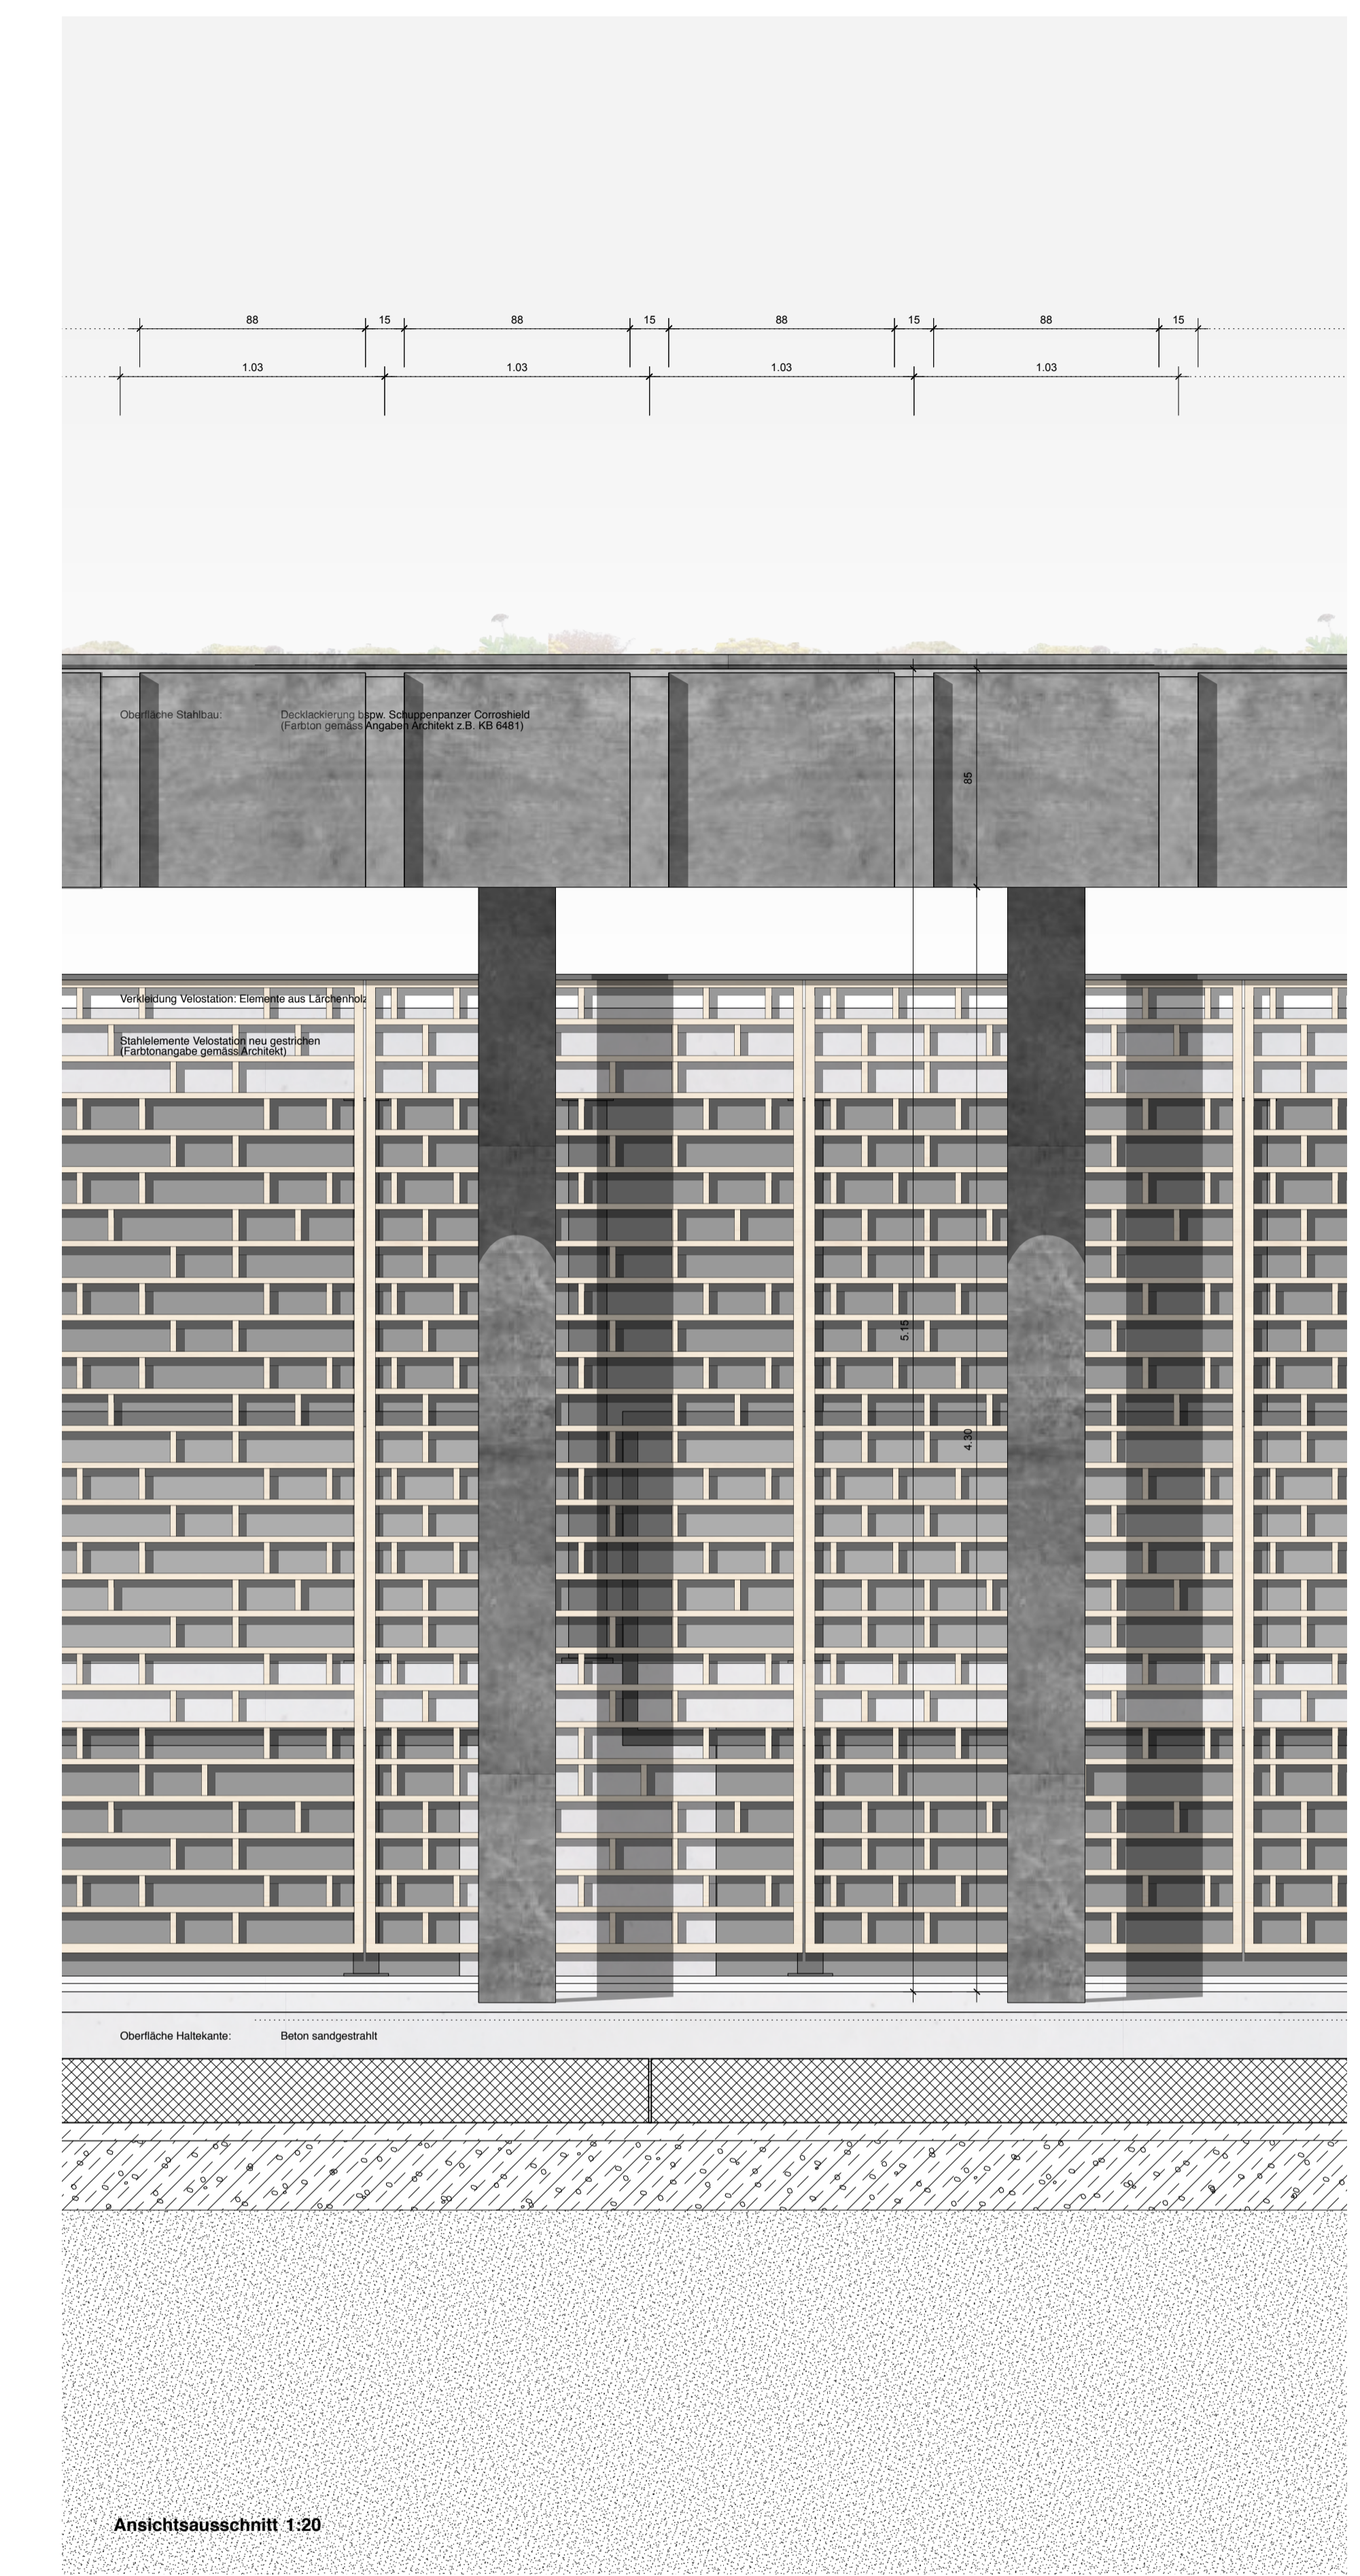 88 15 88 15 88 15 88 15
1.03 1.03 1.03 1.03
Oberfläche Stahlbau: Decklackierung bspw. Schuppenpanzer Corroshield
(Farbton gemäss Angaben Architekt z.B. KB 6481)
85
Verkleidung Velostation: Elemente aus Lärchenholz
Stahlelemente Velostation neu gestrichen
(Farbtonangabe gemäss Architekt)
5.15
4.30
Oberfläche Haltekante: Beton sandgestrahlt
Ansichtsausschnitt 1:20